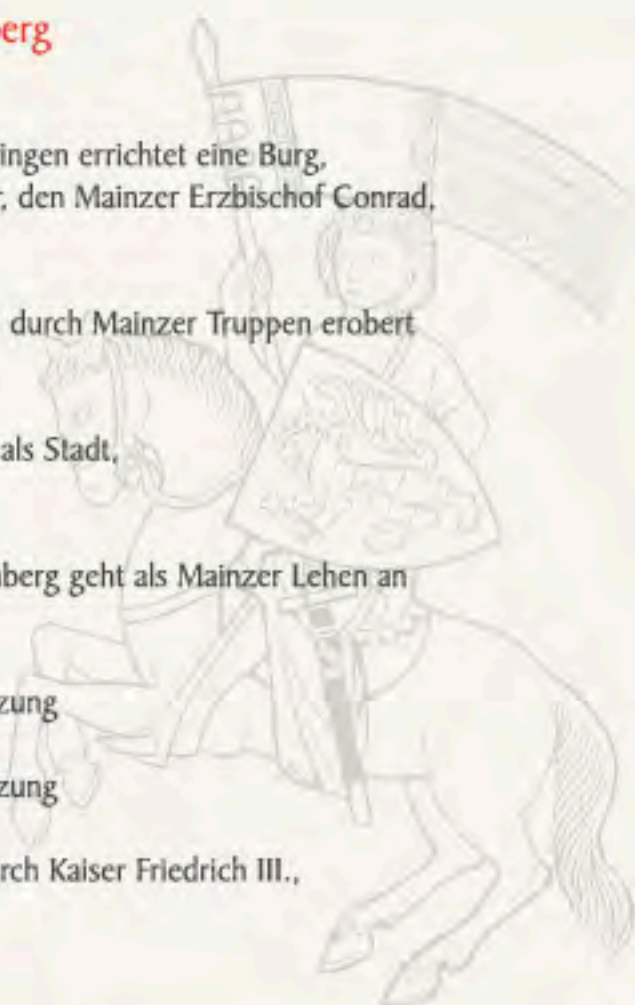 berg
ingen errichtet eine Burg,
, den Mainzer Erzbischof Conrad,
durch Mainzer Truppen erobert
als Stadt,
berg geht als Mainzer Lehen an
zung
zung
rch Kaiser Friedrich III.,